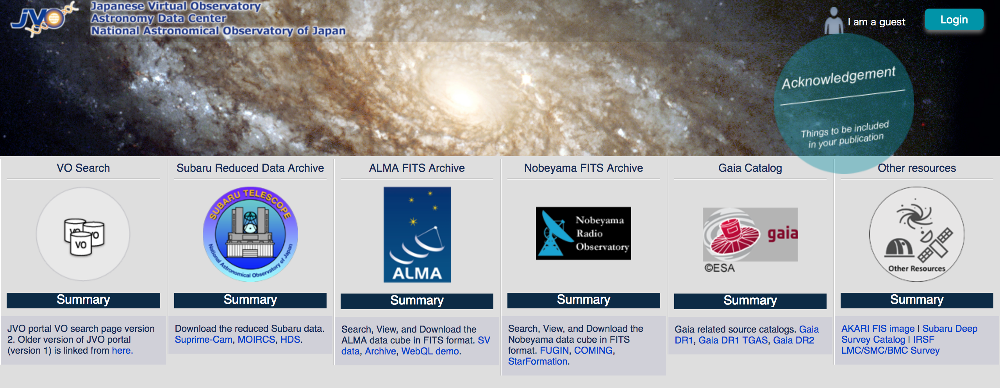 JVO
Japanese Virtual Observatory
Astronomy Data Center
National Astronomical Observatory of Japan
I am a guest
Login
Acknowledgement
Things to be included
in your publication
VO Search
VO
VO
VO
Summary
JVO portal VO search page version
2. Older version of JVO portal
(version 1) is linked from here.
Subaru Reduced Data Archive
SUBARU TELESCOPE
National Astronomical Observatory of Japan
Summary
Download the reduced Subaru data.
Suprime-Cam, MOIRCS, HDS.
ALMA FITS Archive
ALMA
Summary
Search, View, and Download the
ALMA data cube in FITS format. SV
data, Archive, WebQL demo.
Nobeyama FITS Archive
Nobeyama
Radio
Observatory
Summary
Search, View, and Download the
Nobeyama data cube in FITS
format. FUGIN, COMING,
StarFormation.
Gaia Catalog
gaia
©ESA
Summary
Gaia related source catalogs. Gaia
DR1, Gaia DR1 TGAS, Gaia DR2
Other resources
Other Resources
Summary
AKARI FIS image | Subaru Deep
Survey Catalog | IRSF
LMC/SMC/BMC Survey